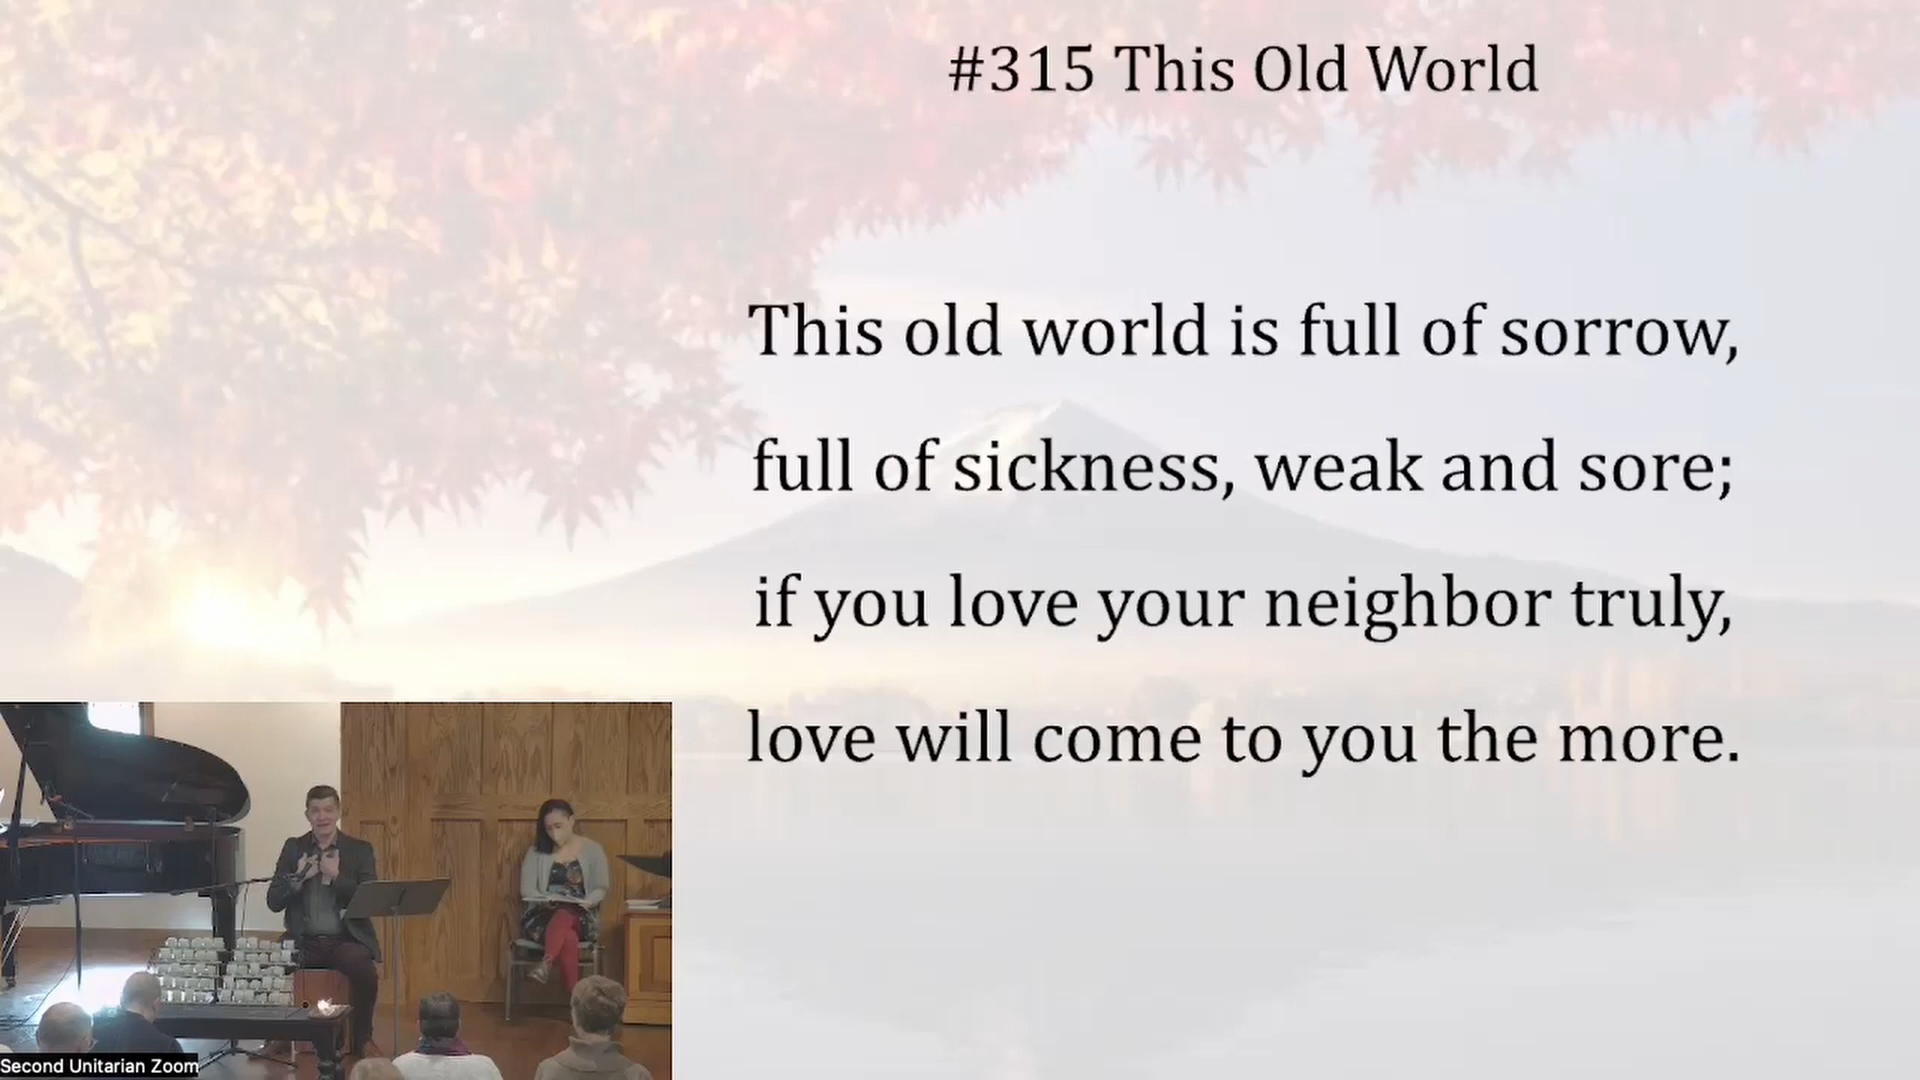 #315 This Old World
This old world is full of sorrow,
full of sickness, weak and sore;
if you love your neighbor truly,
love will come to you the more.
Second Unitarian Zoom